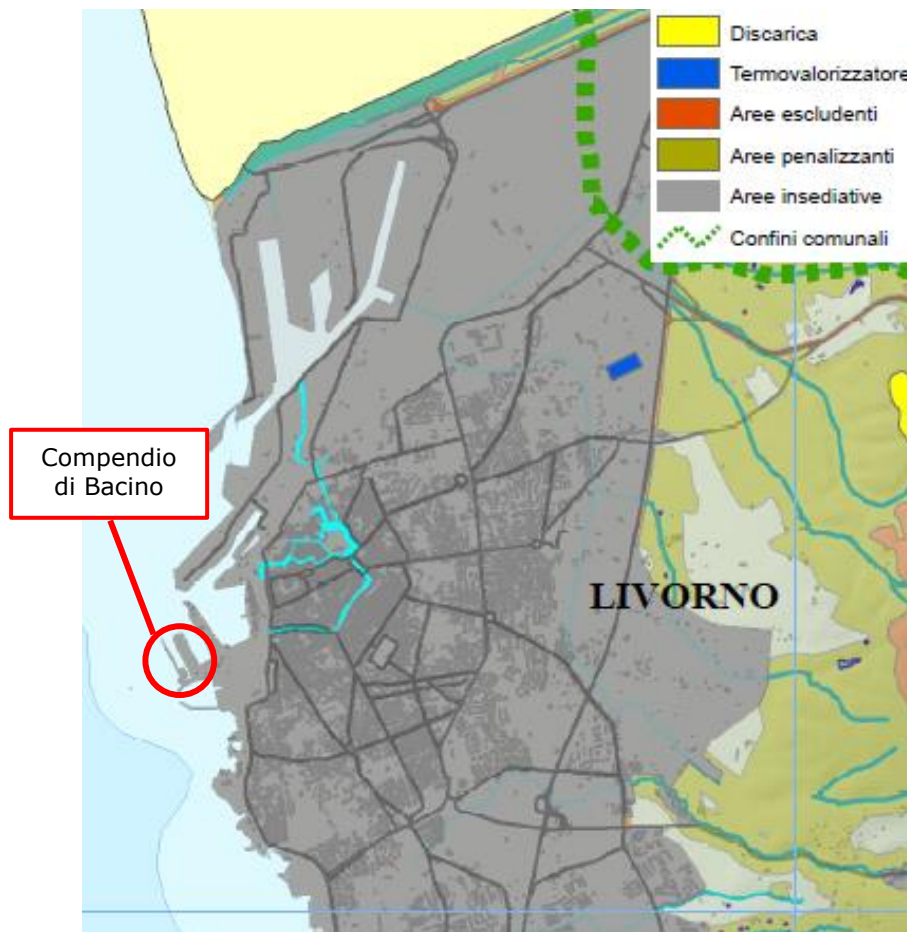 Discarica
Termovalorizzatore
Aree escludenti
Aree penalizzanti
Aree insediative
Confini comunali
Compendio
di Bacino
LIVORNO